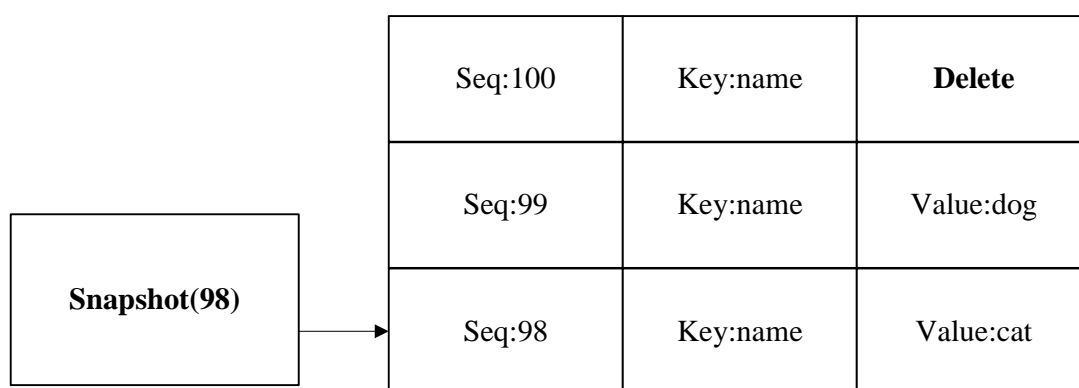 Seq:100 Key:name Delete
Seq:99 Key:name Value:dog
Snapshot(98)
Seq:98 Key:name Value:cat